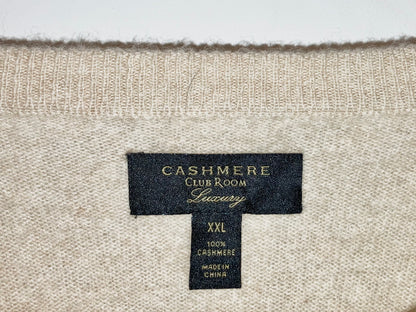 CASHMERE
CLUB ROOM
Luxury
XXL
100%
CASHMERE
MADE IN
CHINA